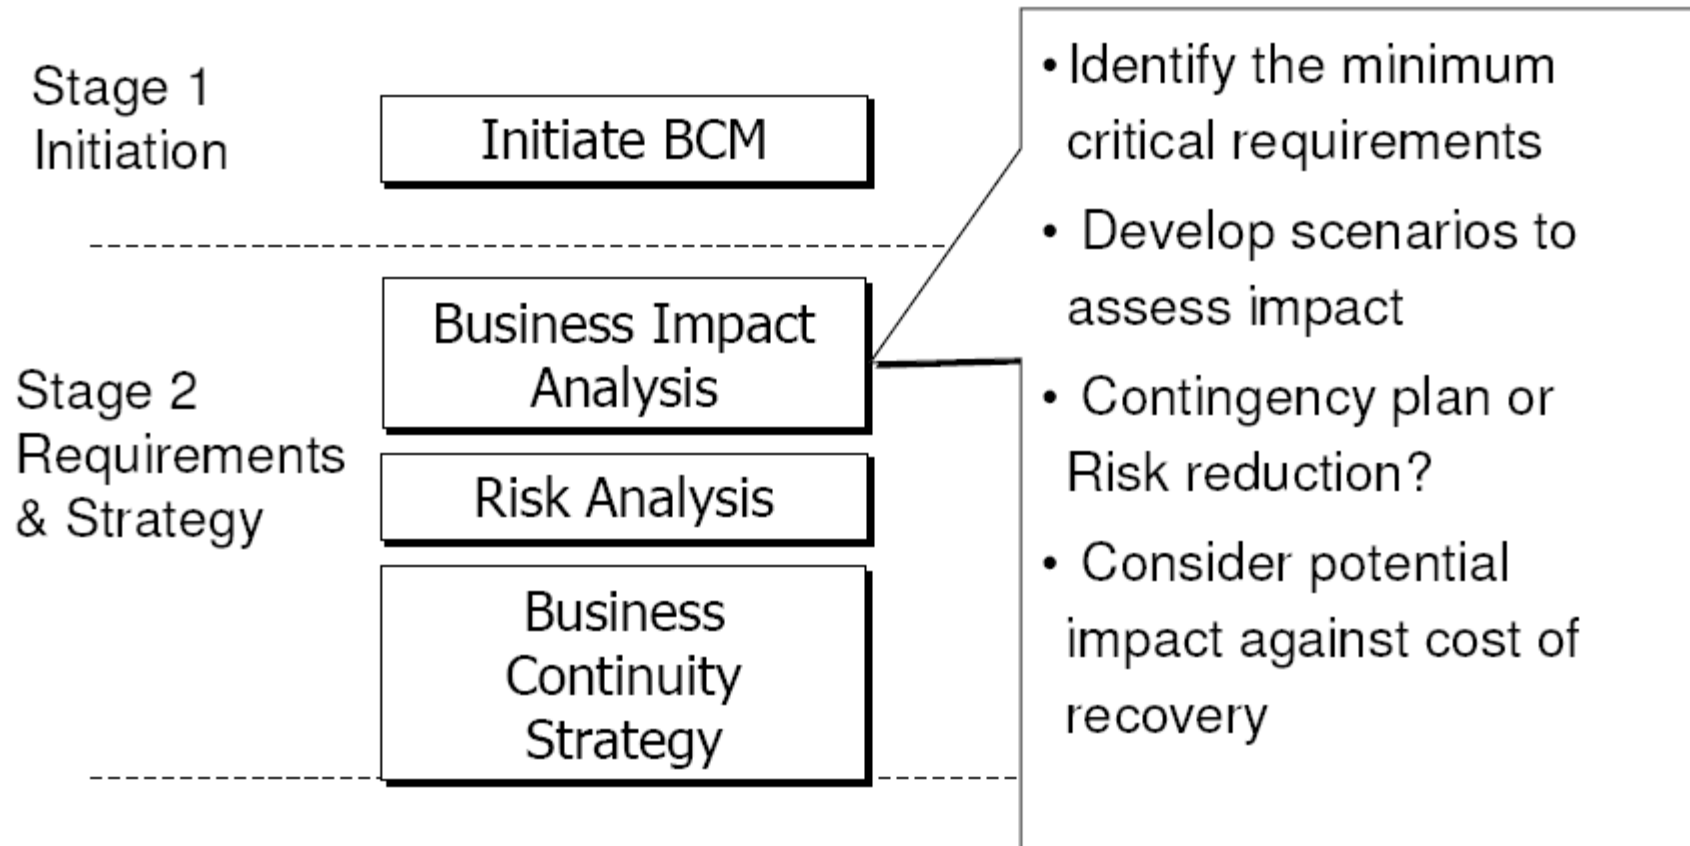 Stage 1
Initiation
Initiate BCM
Stage 2
Requirements
& Strategy
Business Impact
Analysis
Risk Analysis
Business
Continuity
Strategy
• Identify the minimum
critical requirements
• Develop scenarios to
assess impact
• Contingency plan or
Risk reduction?
• Consider potential
impact against cost of
recovery